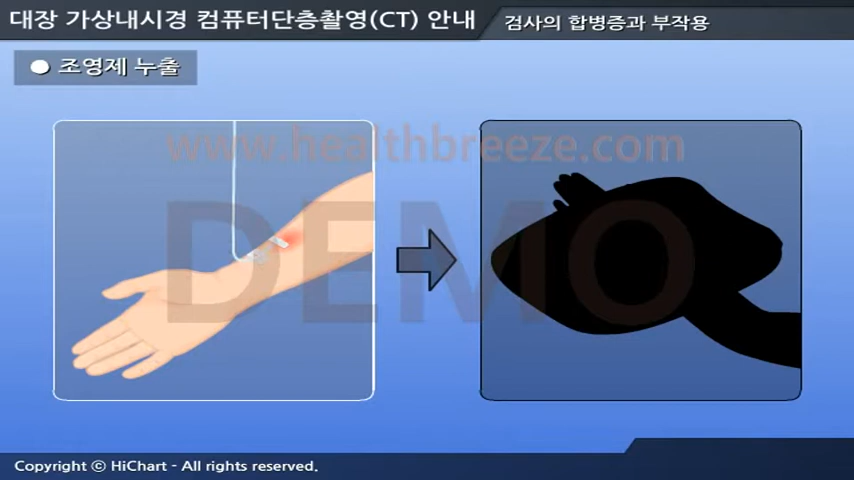 대장 가상내시경 컴퓨터단층촬영(CT) 안내
검사의 합병증과 부작용
조영제 누출
www.healthbreeze.com
DEMO
Copyright ⓒ HiChart - All rights reserved.